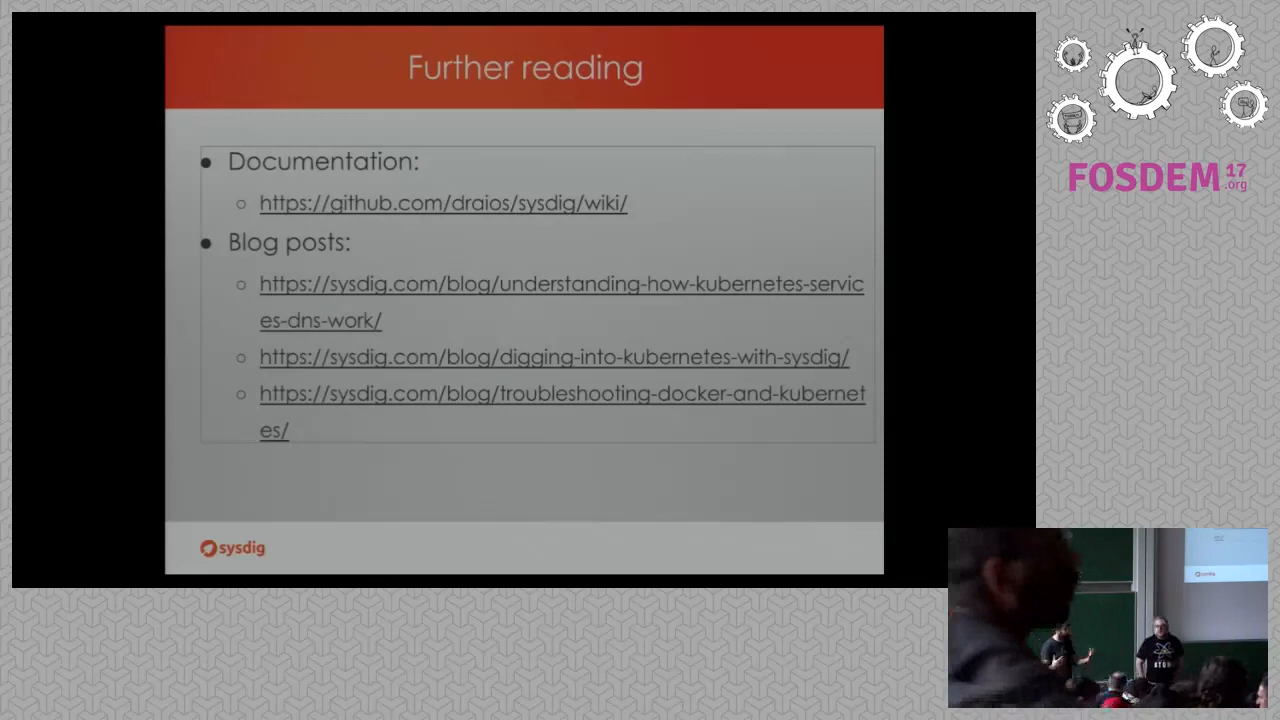 Further reading
● Documentation:
○ https://github.com/draios/sysdig/wiki/
● Blog posts:
○ https://sysdig.com/blog/understanding-how-kubernetes-servic
es-dns-work/
○ https://sysdig.com/blog/digging-into-kubernetes-with-sysdig/
○ https://sysdig.com/blog/troubleshooting-docker-and-kubernet
es/
sysdig
FOSDEM 17
.org